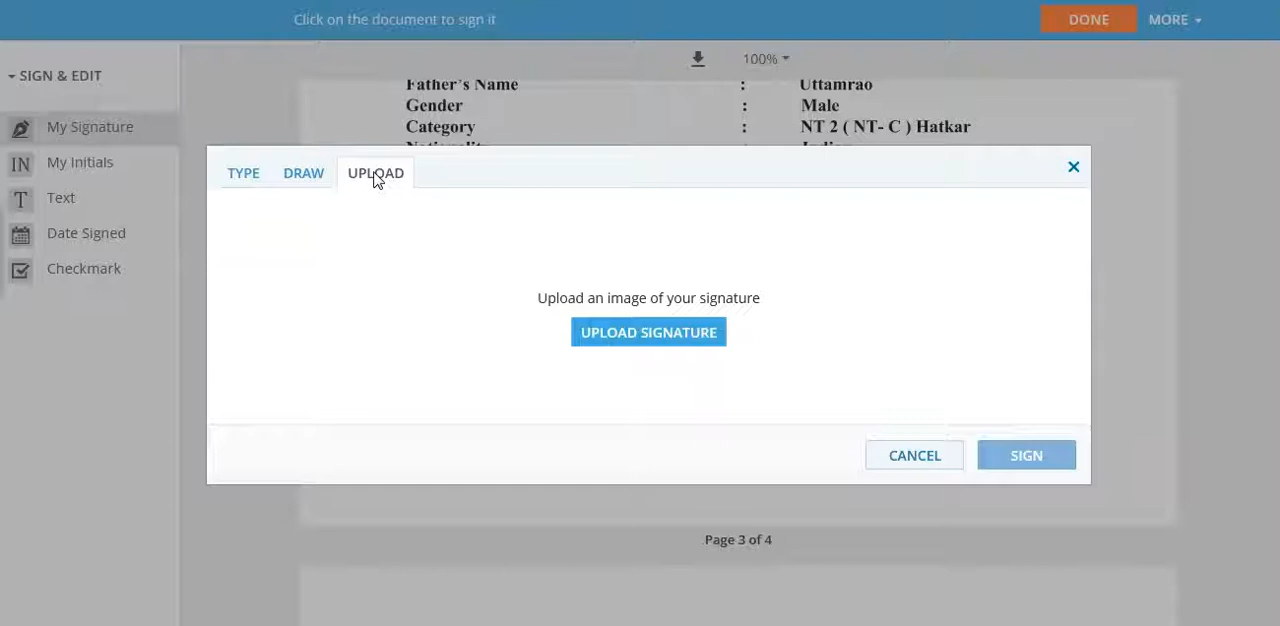 Click on the document to sign it
DONE
MORE
SIGN & EDIT
100%
Father's Name : Uttamrao
Gender : Male
Category : NT 2 ( NT- C ) Hatkar
My Signature
My Initials
Text
Date Signed
Checkmark
TYPE DRAW UPLOAD
Upload an image of your signature
UPLOAD SIGNATURE
CANCEL SIGN
Page 3 of 4